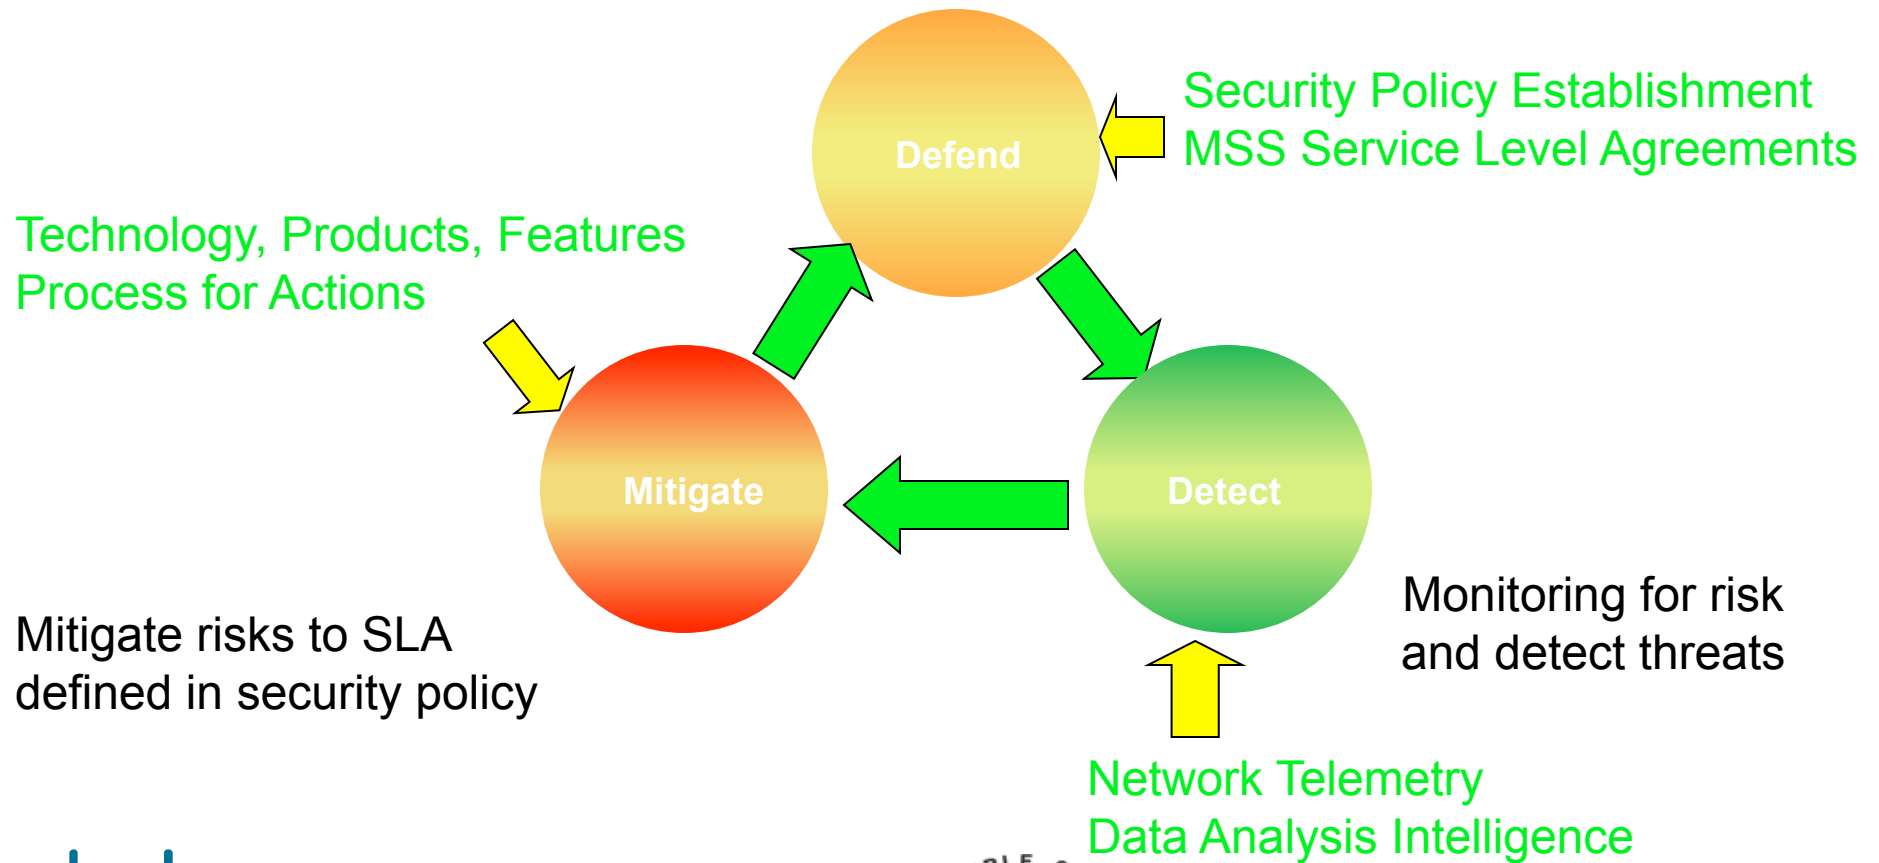 Security Policy Establishment
MSS Service Level Agreements
Defend
Technology, Products, Features
Process for Actions
Mitigate
Detect
Monitoring for risk
and detect threats
Mitigate risks to SLA
defined in security policy
Network Telemetry
Data Analysis Intelligence